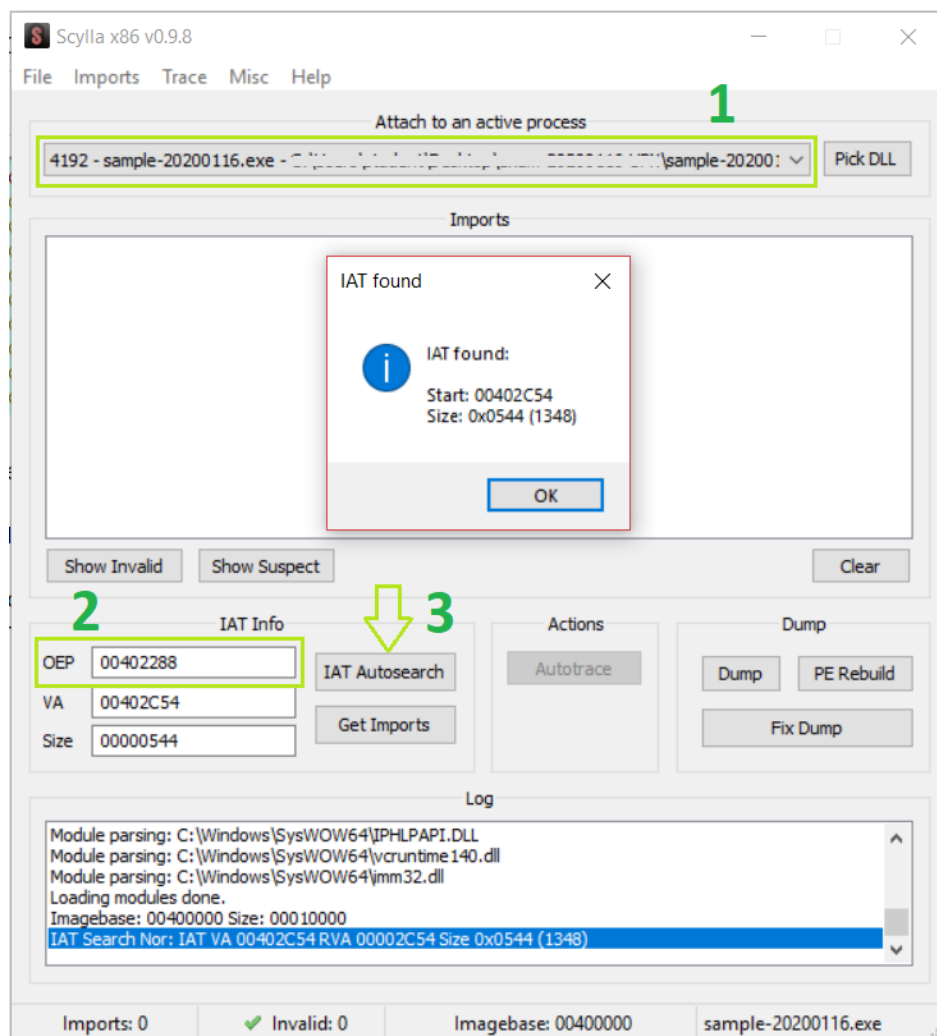 Scylla x86 v0.9.8
File Imports Trace Misc Help
1
Attach to an active process
4192 - sample-20200116.exe - \sample-20200: Pick DLL
Imports
IAT found
IAT found:
Start: 00402C54
Size: 0x0544 (1348)
OK
Show Invalid Show Suspect Clear
2 IAT Info 3 Actions Dump
OEP 00402288 IAT Autosearch Autotrace Dump PE Rebuild
VA 00402C54 Get Imports Fix Dump
Size 00000544
Log
Module parsing: C:\Windows\SysWOW64\IPHLPAPI.DLL
Module parsing: C:\Windows\SysWOW64\vcruntime140.dll
Module parsing: C:\Windows\SysWOW64\imm32.dll
Loading modules done.
Imagebase: 00400000 Size: 00010000
IAT Search Nor: IAT VA 00402C54 RVA 00002C54 Size 0x0544 (1348)
Imports: 0 Invalid: 0 Imagebase: 00400000 sample-20200116.exe